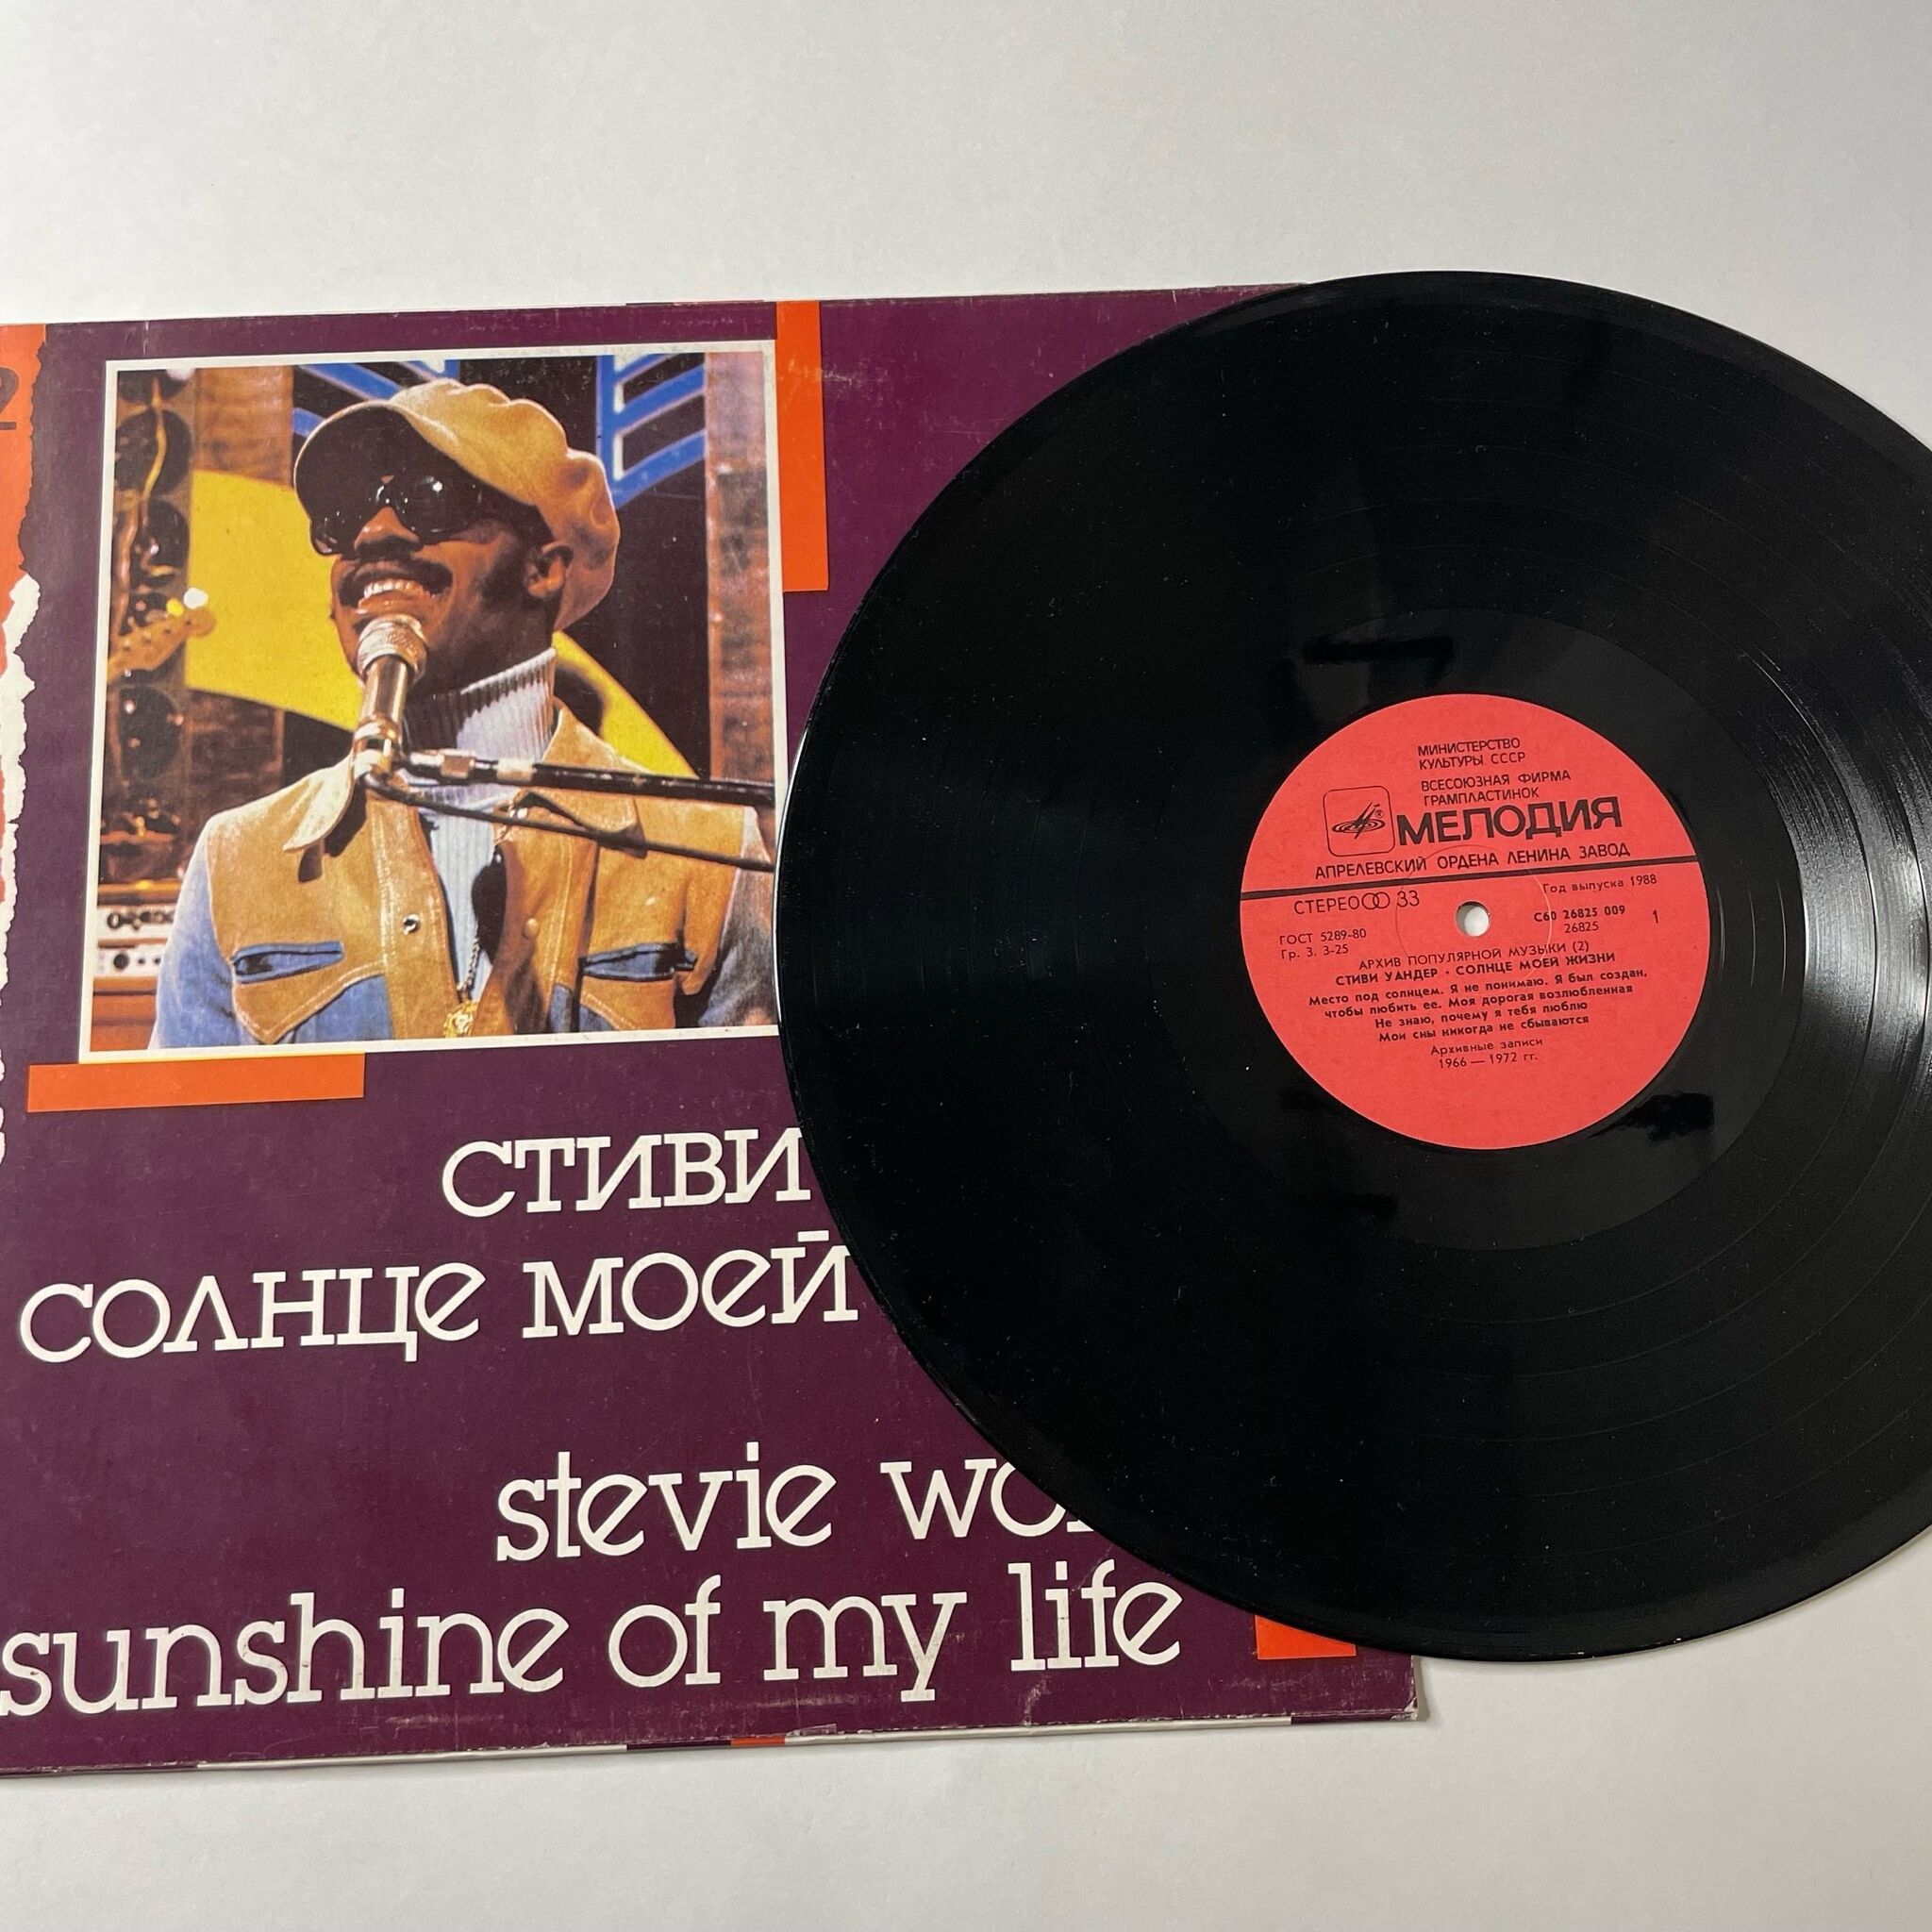 2
СТИВИ
СОЛНЦЕ МОЕЙ
stevie
sunshine of my life
МИНИСТЕРСТВО
КУЛЬТУРЫ СССР
ВСЕСОЮЗНАЯ ФИРМА
ГРАМПЛАСТИНОК
МЕЛОДИЯ
АПРЕЛЕВСКИЙ ОРДЕНА ЛЕНИНА ЗАВОД
СТЕРЕО 33
Год выпуска 1988
ГОСТ 5289-80
Гр. 3. 3-25
С60 26825 009
26825
1
АРХИВ ПОПУЛЯРНОЙ МУЗЫКИ (2)
СТИВИ УАНДЕР · СОЛНЦЕ МОЕЙ ЖИЗНИ
Место под солнцем. Я не понимаю. Я был создан,
чтобы любить ее. Моя дорогая возлюбленная
Не знаю, почему я тебя люблю
Мои сны никогда не сбываются
Архивные записи
1966 — 1972 гг.